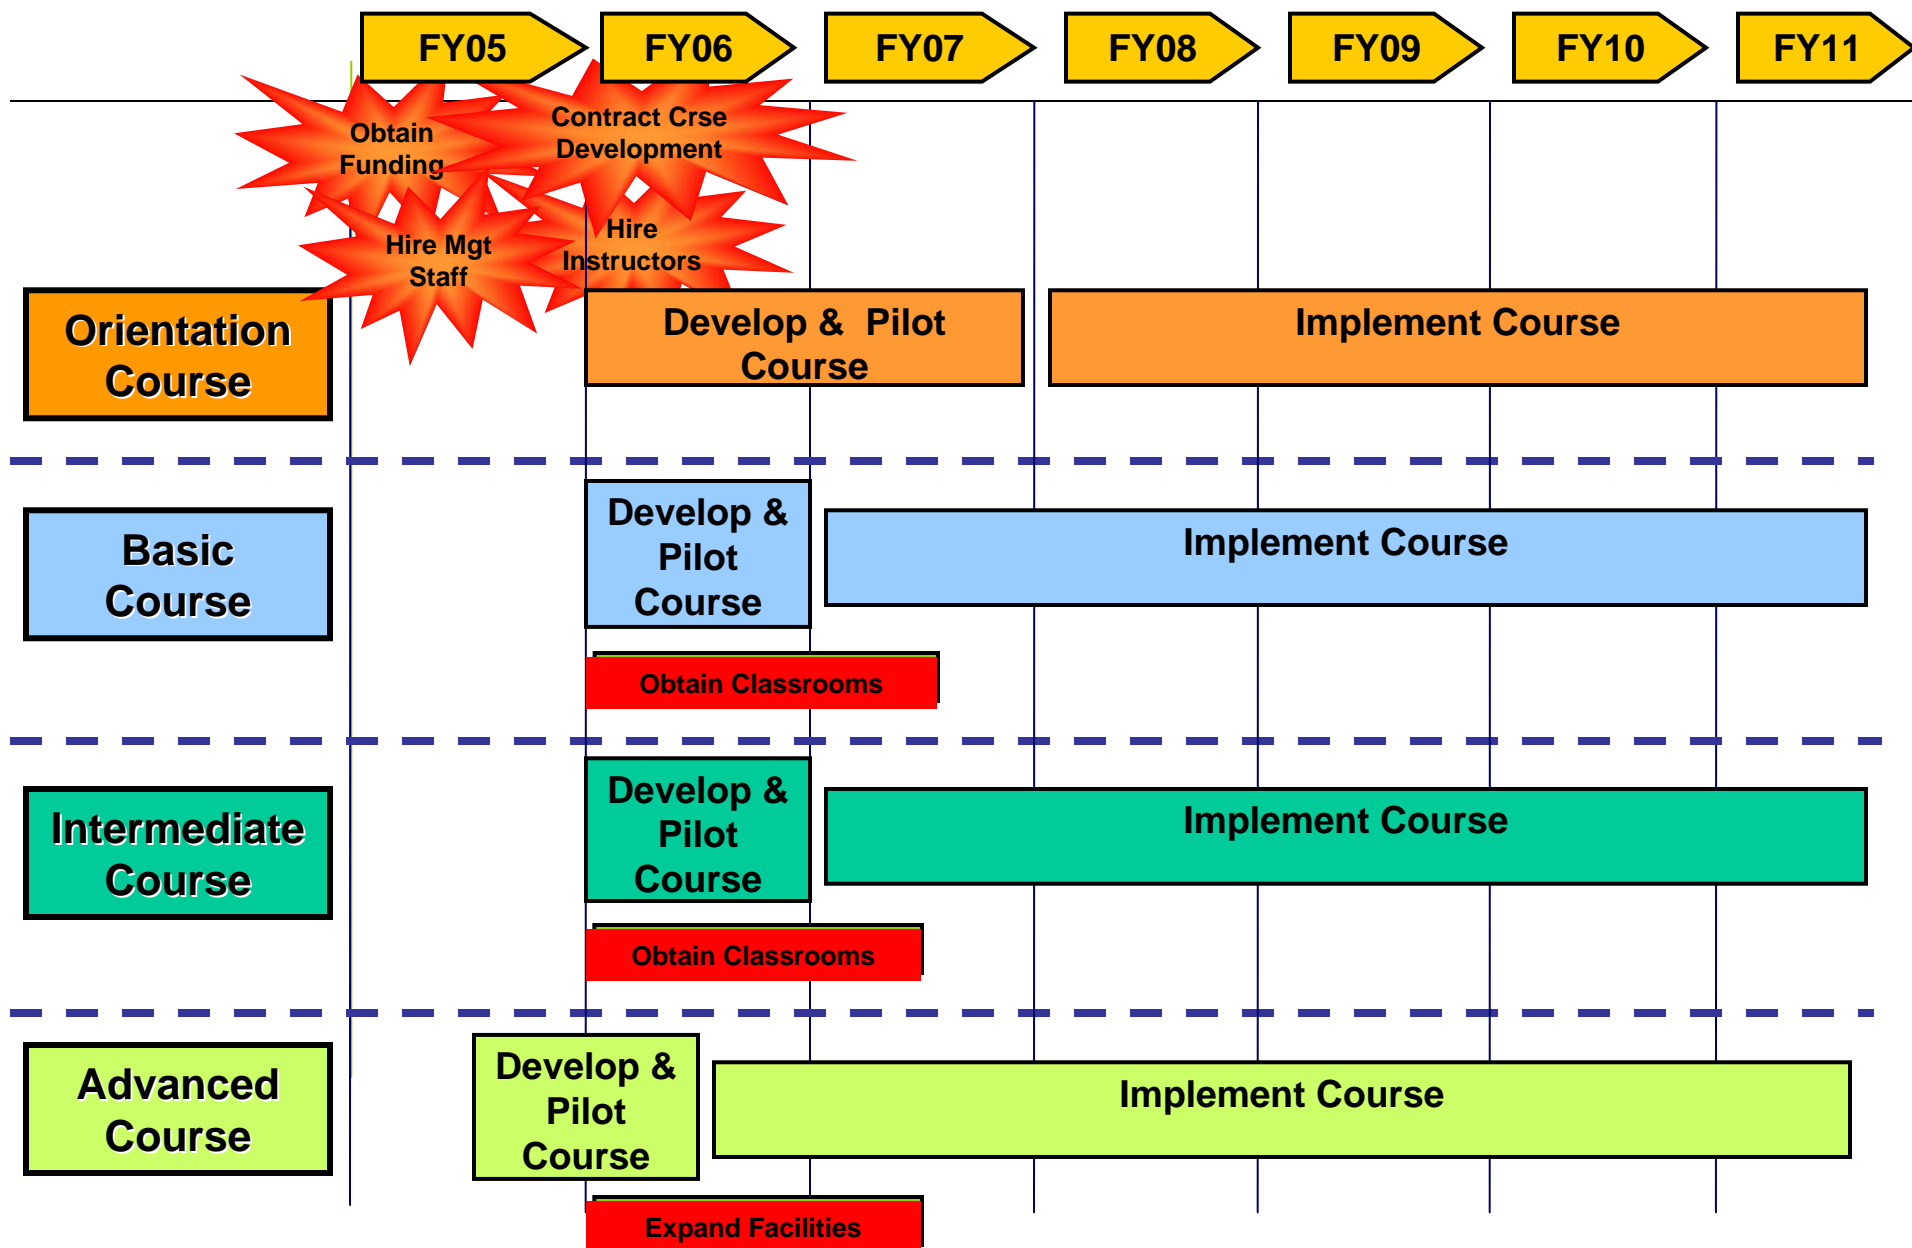 FY05
FY06
FY07
FY08
FY09
FY10
FY11
Obtain
Funding
Contract Crse
Development
Hire Mgt
Staff
Hire
Instructors
Orientation
Course
Develop &  Pilot
Course
Implement Course
Basic
Course
Develop &
Pilot
Course
Implement Course
Obtain Classrooms
Intermediate
Course
Develop &
Pilot
Course
Implement Course
Obtain Classrooms
Advanced
Course
Develop &
Pilot
Course
Implement Course
Expand Facilities